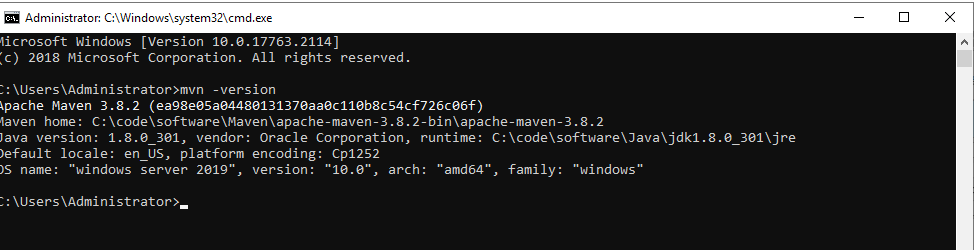 Administrator: C:\Windows\system32\cmd.exe
Microsoft Windows [Version 10.0.17763.2114]
(c) 2018 Microsoft Corporation. All rights reserved.
C:\Users\Administrator>mvn -version
Apache Maven 3.8.2 (ea98e05a04480131370aa0c110b8c54cf726c06f)
Maven home: C:\code\software\Maven\apache-maven-3.8.2-bin\apache-maven-3.8.2
Java version: 1.8.0_301, vendor: Oracle Corporation, runtime: C:\code\software\Java\jdk1.8.0_301\jre
Default locale: en_US, platform encoding: Cp1252
OS name: "windows server 2019", version: "10.0", arch: "amd64", family: "windows"
C:\Users\Administrator>